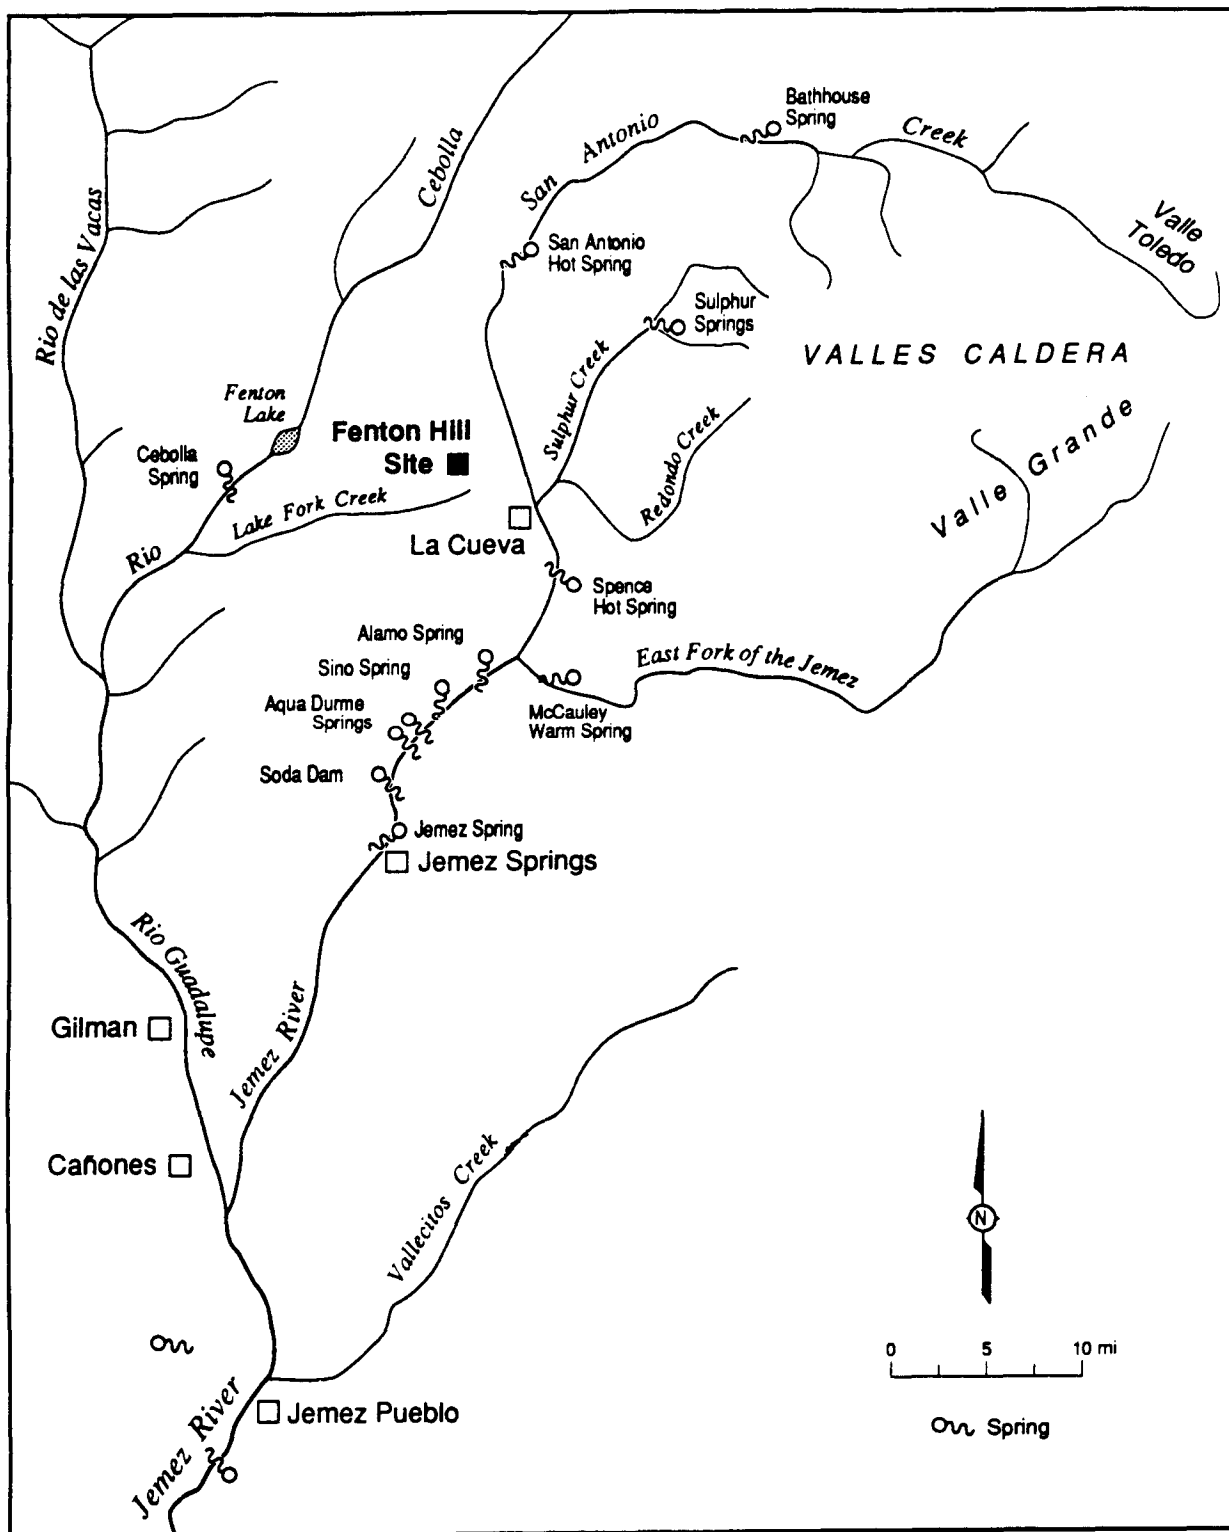 Bathhouse
Spring
Creek
San Antonio
Cebolla
Valle
Toledo
Rio de las Vacas
San Antonio
Hot Spring
Sulphur
Springs
VALLES CALDERA
Sulphur Creek
Fenton
Lake
Fenton Hill
Site
Redondo Creek
Valle Grande
Cebolla
Spring
Lake Fork Creek
Rio
La Cueva
Spence
Hot Spring
Alamo Spring
Sino Spring
East Fork of the Jemez
Aqua Durme
Springs
McCauley
Warm Spring
Soda Dam
Jemez Spring
Jemez Springs
Rio Guadalupe
Gilman
Jemez River
Cañones
Vallecitos Creek
N
0 5 10 mi
Jemez River
Jemez Pueblo
Spring